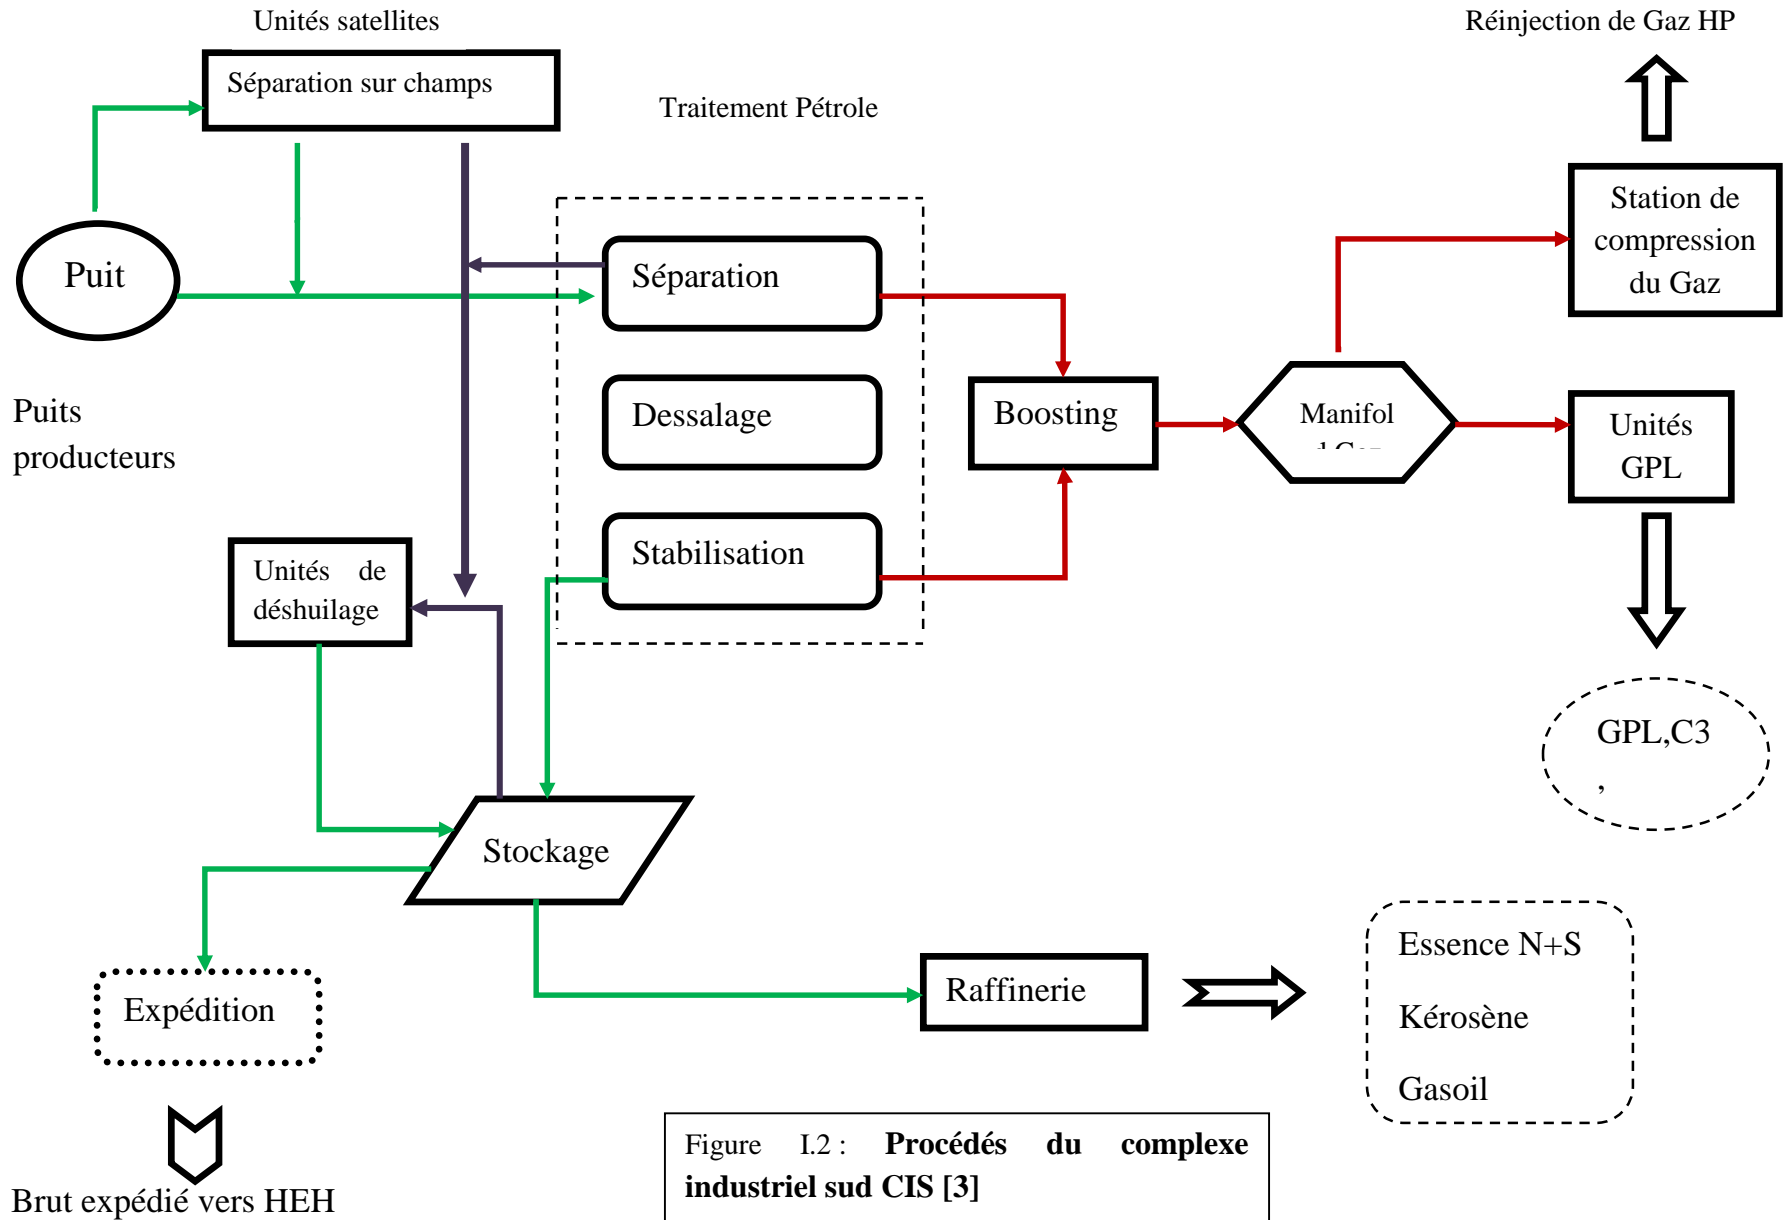 Unités satellites
Réinjection de Gaz HP
Séparation sur champs
Traitement Pétrole
Station de
compression
du Gaz
Puit
Séparation
Puits
producteurs
Dessalage
Boosting
Manifol
Unités
GPL
Stabilisation
Unités de
déshuilage
GPL,C3
,
Stockage
Essence N+S
Kérosène
Gasoil
Raffinerie
Expédition
Figure I.2 : Procédés du complexe
industriel sud CIS [3]
Brut expédié vers HEH